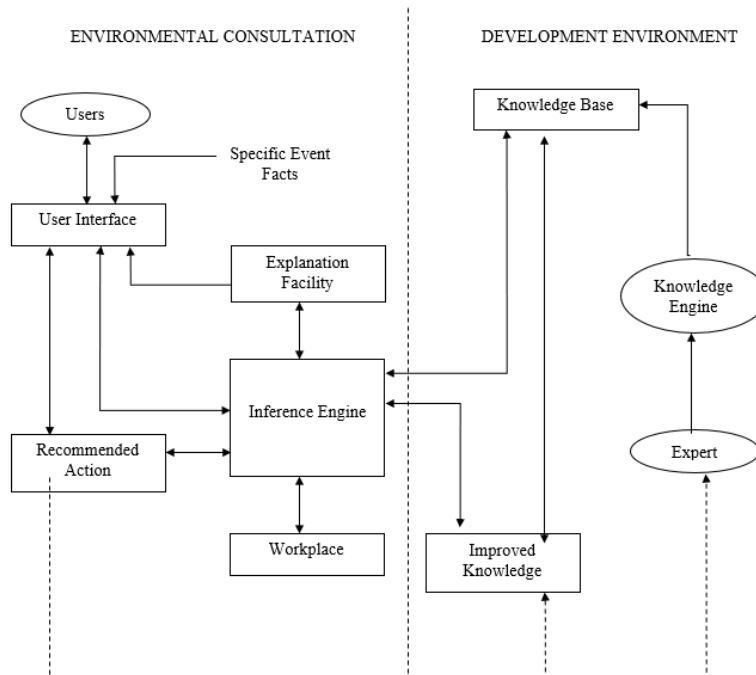 ENVIRONMENTAL CONSULTATION
DEVELOPMENT ENVIRONMENT
Users
Knowledge Base
Specific Event
Facts
User Interface
Explanation
Facility
Knowledge
Engine
Inference Engine
Recommended
Action
Expert
Workplace
Improved
Knowledge